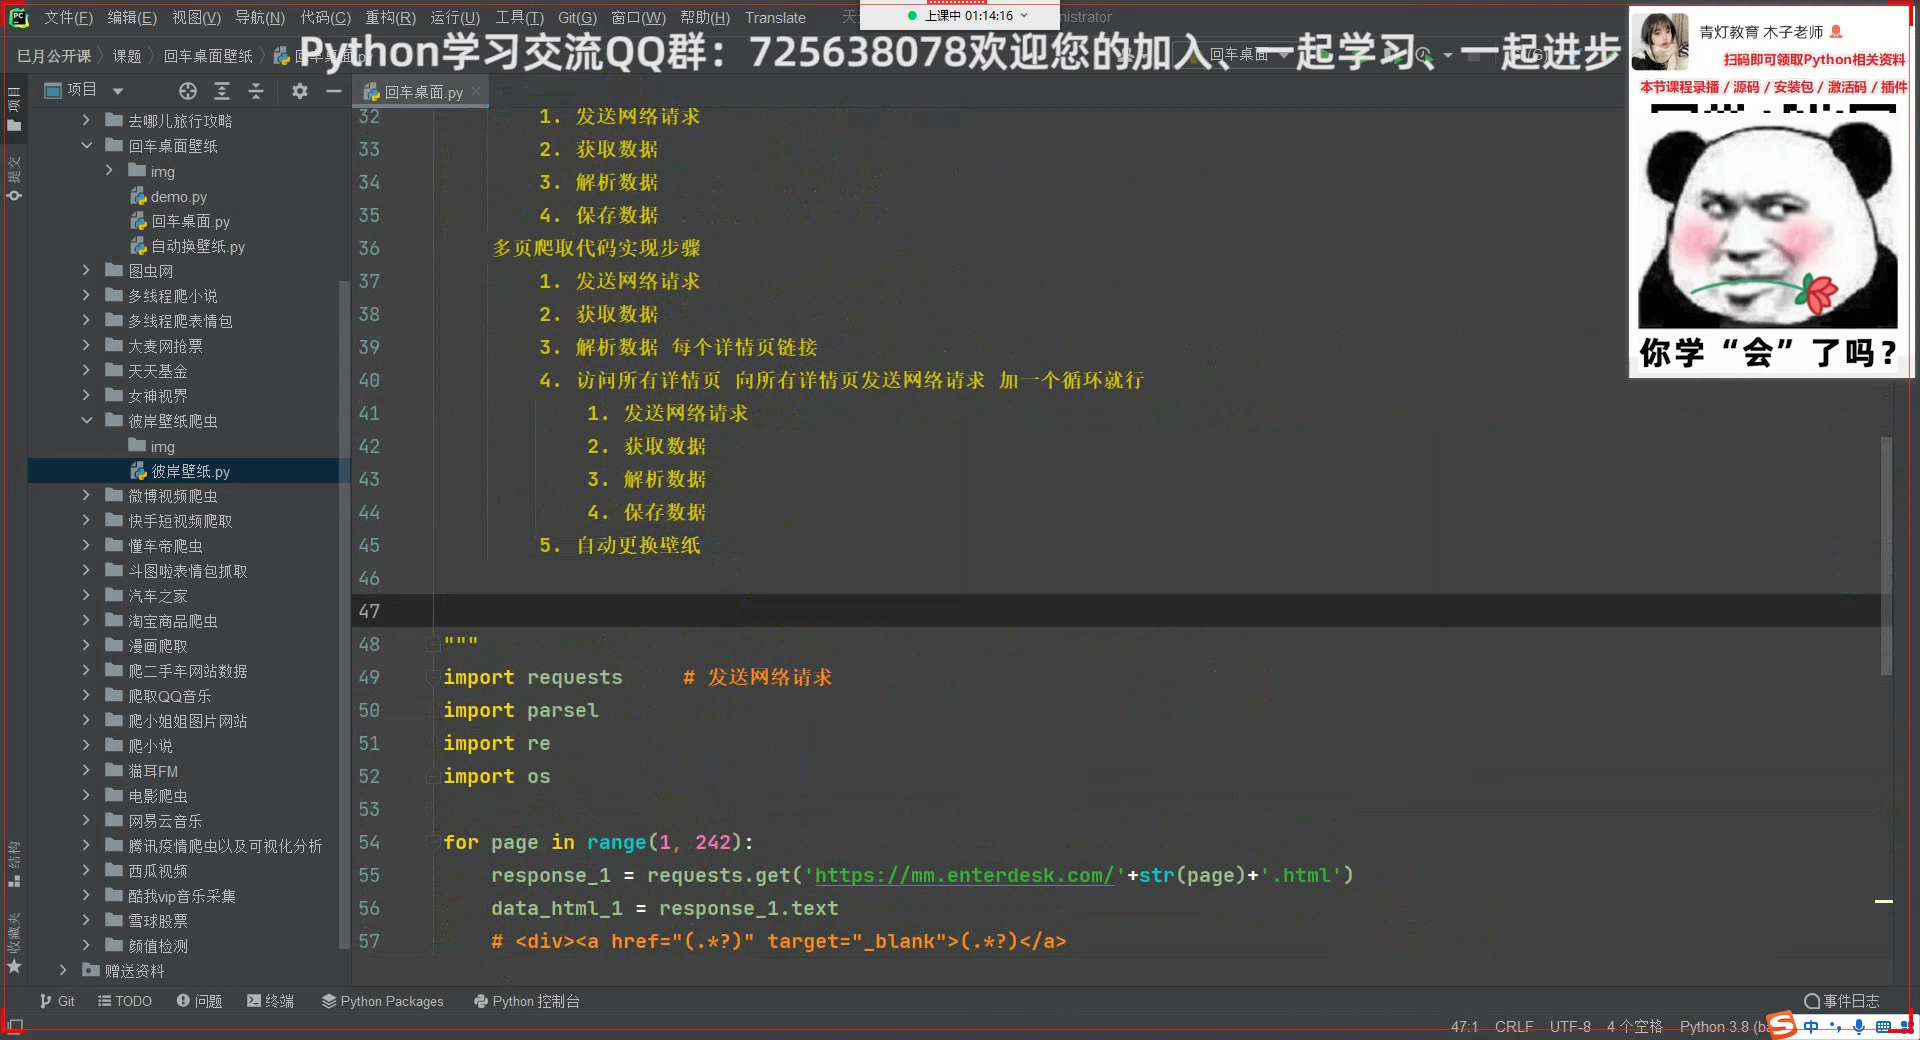 文件(F) 编辑(E) 视图(V) 导航(N) 代码(C) 重构(R) 运行(U) 工具(T) Git(G) 窗口(W) 帮助(H) Translate
上课中 01:14:16
巳月公开课 课题 回车桌面壁纸
Python学习交流QQ群：725638078欢迎您的加入、一起学习、一起进步
回车桌面
青灯教育 木子老师
扫码即可领取Python相关资料
本节课程录播 / 源码 / 安装包 / 激活码 / 插件
你学“会”了吗?
项目
回车桌面.py
项目
提交
结构
收藏夹
去哪儿旅行攻略
回车桌面壁纸
img
demo.py
回车桌面.py
自动换壁纸.py
图虫网
多线程爬小说
多线程爬表情包
大麦网抢票
天天基金
女神视界
彼岸壁纸爬虫
img
彼岸壁纸.py
微博视频爬虫
快手短视频爬取
懂车帝爬虫
斗图啦表情包抓取
汽车之家
淘宝商品爬虫
漫画爬取
爬二手车网站数据
爬取QQ音乐
爬小姐姐图片网站
爬小说
猫耳FM
电影爬虫
网易云音乐
腾讯疫情爬虫以及可视化分析
西瓜视频
酷我vip音乐采集
雪球股票
颜值检测
赠送资料
32 1. 发送网络请求
33 2. 获取数据
34 3. 解析数据
35 4. 保存数据
36 多页爬取代码实现步骤
37 1. 发送网络请求
38 2. 获取数据
39 3. 解析数据 每个详情页链接
40 4. 访问所有详情页 向所有详情页发送网络请求 加一个循环就行
41 1. 发送网络请求
42 2. 获取数据
43 3. 解析数据
44 4. 保存数据
45 5. 自动更换壁纸
46
47
48 """
49 import requests # 发送网络请求
50 import parsel
51 import re
52 import os
53
54 for page in range(1, 242):
55 response_1 = requests.get('https://mm.enterdesk.com/'+str(page)+'.html')
56 data_html_1 = response_1.text
57 # <div><a href="(.*?)" target="_blank">(.*?)</a>
Git TODO 问题 终端 Python Packages Python 控制台 事件日志
47:1 CRLF UTF-8 4 个空格 Python 3.8 (ba
中